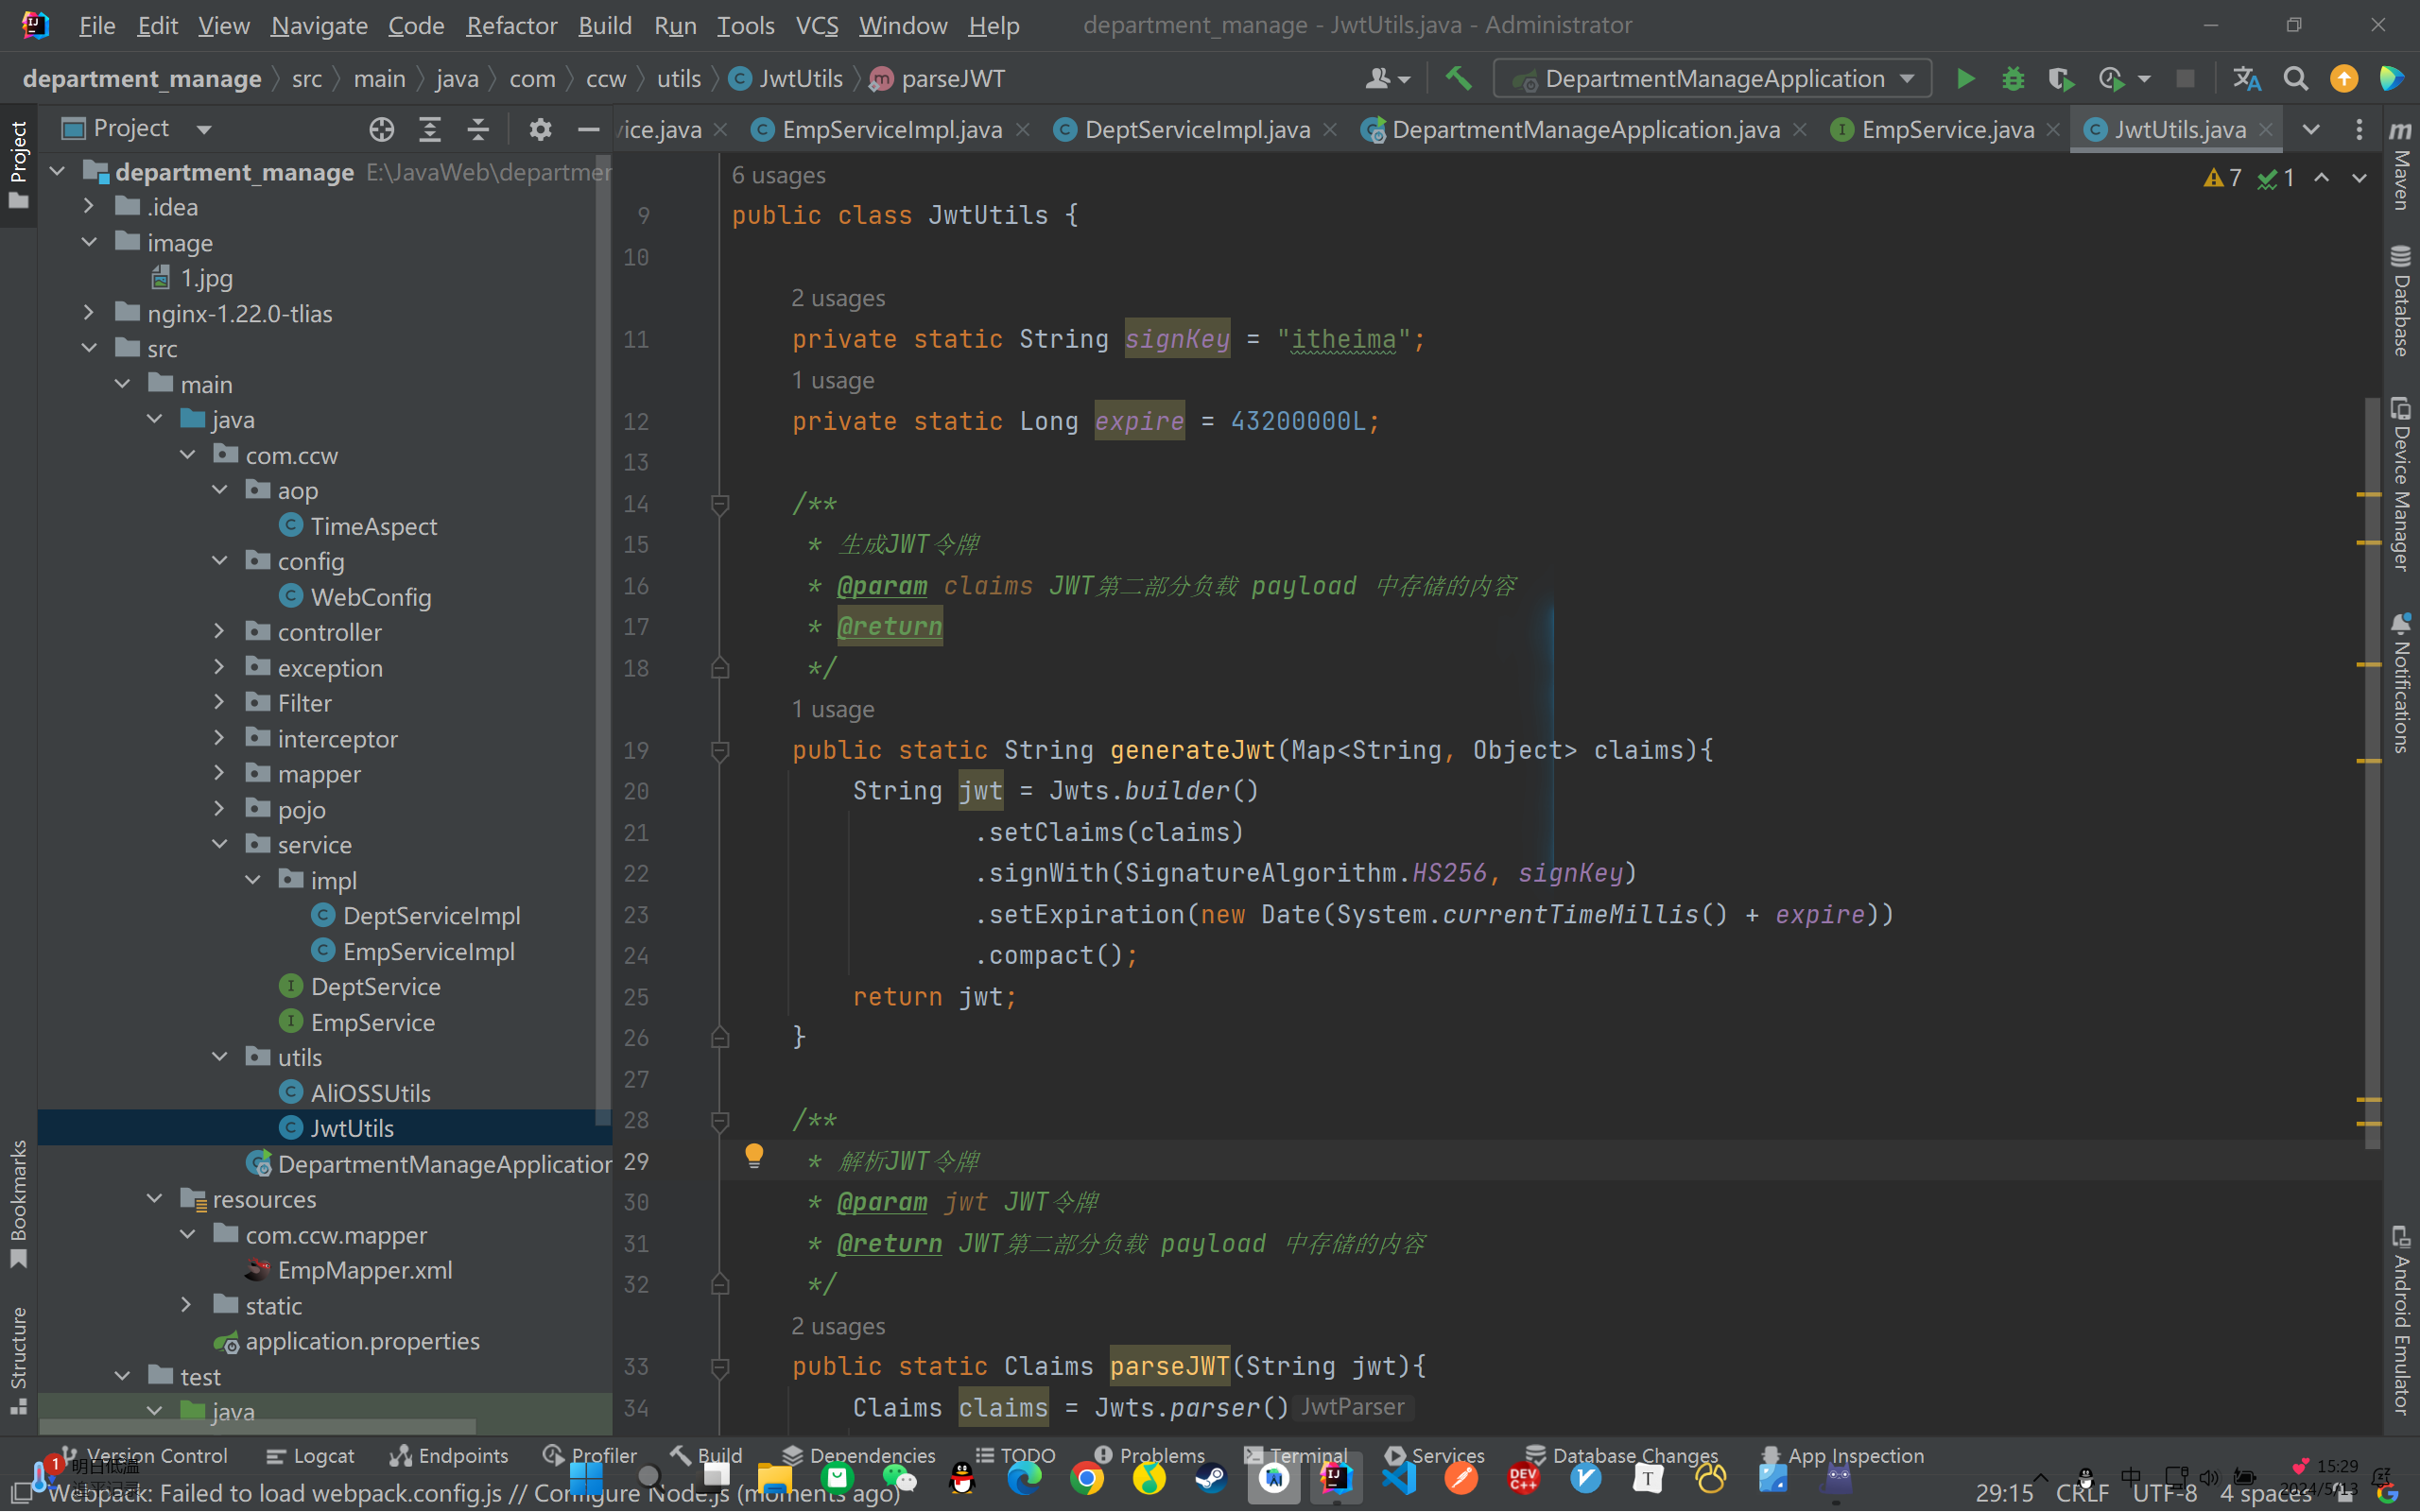 File Edit View Navigate Code Refactor Build Run Tools VCS Window Help department_manage - JwtUtils.java - Administrator
department_manage src main java com ccw utils JwtUtils parseJWT DepartmentManageApplication
Project
vice.java EmpServiceImpl.java DeptServiceImpl.java DepartmentManageApplication.java EmpService.java JwtUtils.java
Project
Bookmarks
Structure
department_manage E:\JavaWeb\departmer
.idea
image
1.jpg
nginx-1.22.0-tlias
src
main
java
com.ccw
aop
TimeAspect
config
WebConfig
controller
exception
Filter
interceptor
mapper
pojo
service
impl
DeptServiceImpl
EmpServiceImpl
DeptService
EmpService
utils
AliOSSUtils
JwtUtils
DepartmentManageApplication
resources
com.ccw.mapper
EmpMapper.xml
static
application.properties
test
java
6 usages
7 1
9 public class JwtUtils {
10
2 usages
11 private static String signKey = "itheima";
1 usage
12 private static Long expire = 43200000L;
13
14 /**
15 * 生成JWT令牌
16 * @param claims JWT第二部分负载 payload 中存储的内容
17 * @return
18 */
1 usage
19 public static String generateJwt(Map<String, Object> claims){
20 String jwt = Jwts.builder()
21 .setClaims(claims)
22 .signWith(SignatureAlgorithm.HS256, signKey)
23 .setExpiration(new Date(System.currentTimeMillis() + expire))
24 .compact();
25 return jwt;
26 }
27
28 /**
29 * 解析JWT令牌
30 * @param jwt JWT令牌
31 * @return JWT第二部分负载 payload 中存储的内容
32 */
2 usages
33 public static Claims parseJWT(String jwt){
34 Claims claims = Jwts.parser() JwtParser
Maven
Database
Device Manager
Notifications
Android Emulator
Version Control Logcat Endpoints Profiler Build Dependencies TODO Problems Terminal Services Database Changes App Inspection
1 明日低温
Webpack: Failed to load webpack.config.js // Configure Node.js (moments ago)
DEV C++
中
15:29
2024/5/13
29:15 CRLF UTF-8 4 spaces